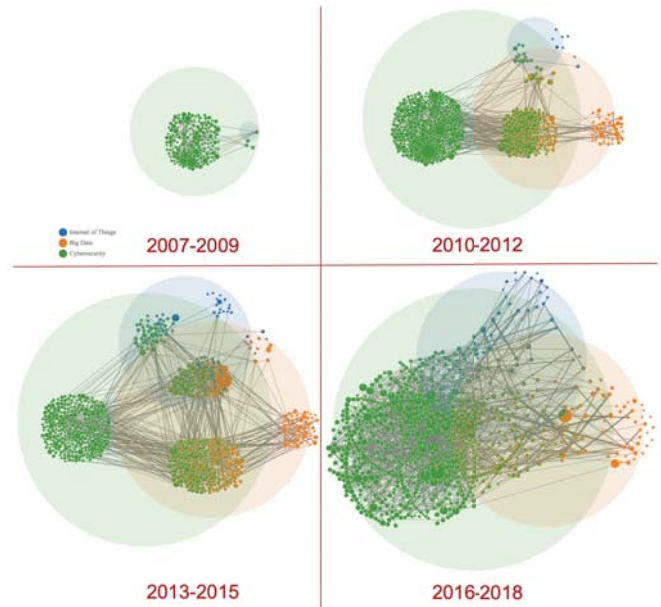 Internet of Things
Big Data
Cybersecurity
2007-2009
2010-2012
2013-2015
2016-2018